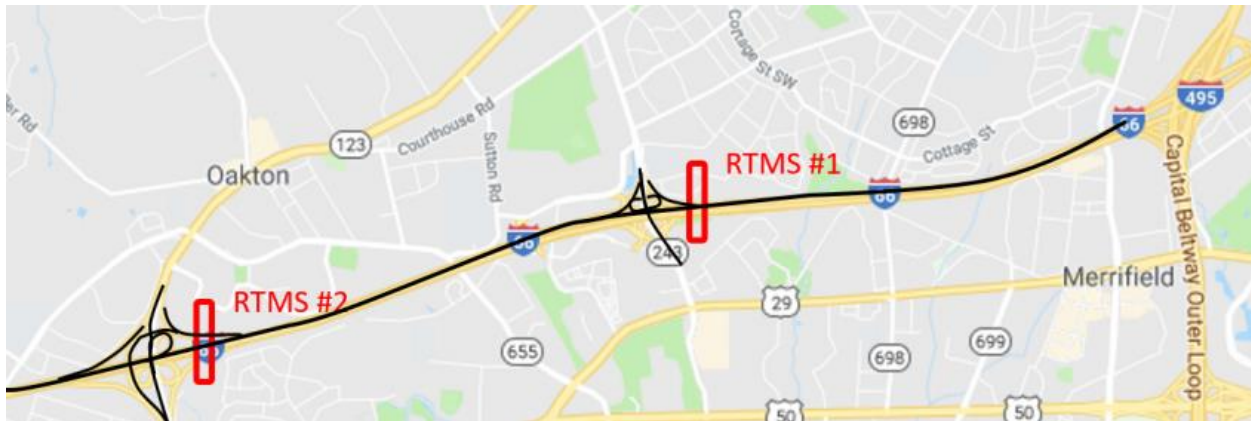 Cortage St SW
495
66
698
123
Courthouse Rd
Cottage St
RTMS #1
Oakton
Sutton Rd
66
Capital Beltway Outer Loop
66
243
Merrifield
RTMS #2
29
655
698
699
50
50